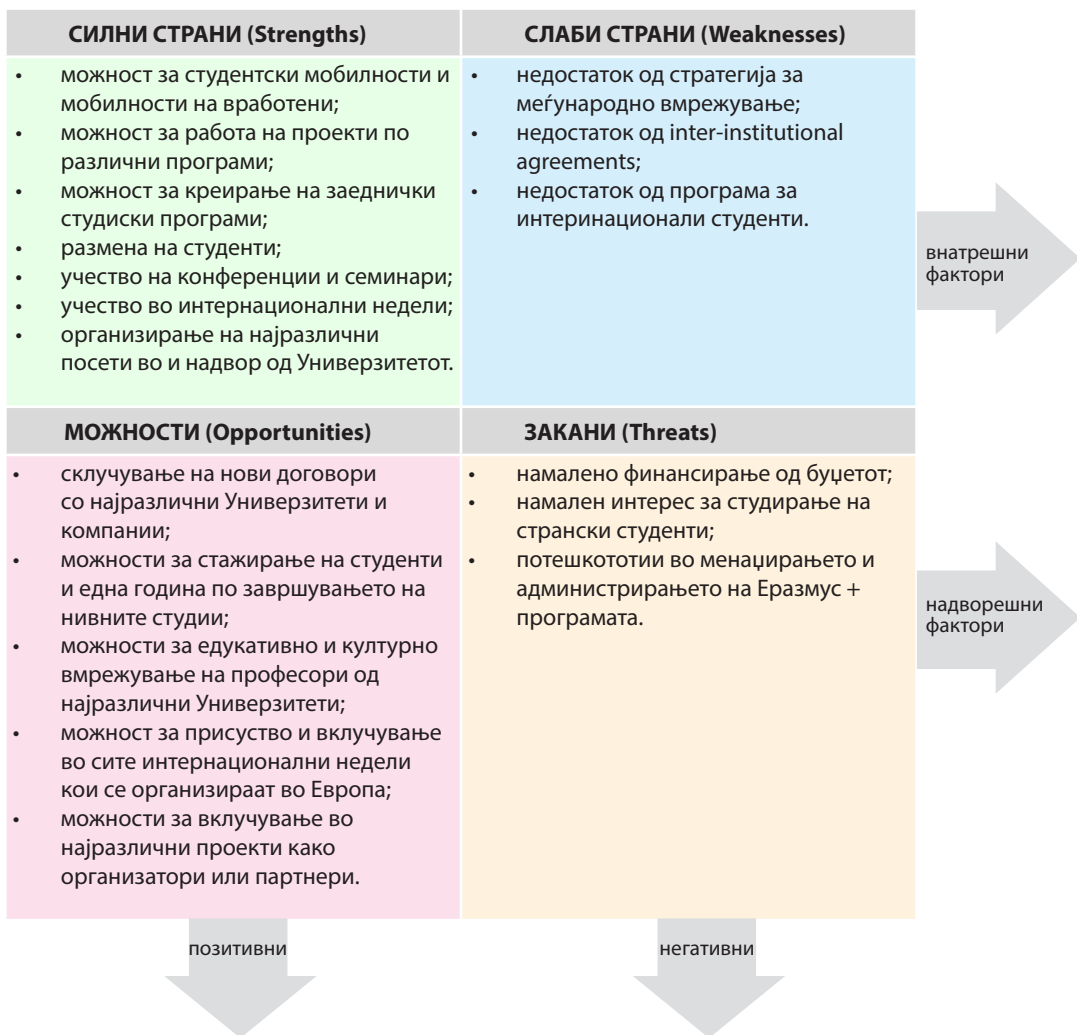 СИЛНИ СТРАНИ (Strengths)
• можност за студентски мобилности и
мобилности на вработени;
• можност за работа на проекти по
различни програми;
• можност за креирање на заеднички
студиски програми;
• размена на студенти;
• учество на конференции и семинари;
• учество во интернационални недели;
• организирање на најразлични
посети во и надвор од Универзитетот.
СЛАБИ СТРАНИ (Weaknesses)
• недостаток од стратегија за
меѓународно вмрежување;
• недостаток од inter-institutional
agreements;
• недостаток од програма за
интеринационали студенти.
внатрешни
фактори
МОЖНОСТИ (Opportunities)
• склучување на нови договори
со најразлични Универзитети и
компании;
• можности за стажирање на студенти
и една година по завршувањето на
нивните студии;
• можности за едукативно и културно
вмрежување на професори од
најразлични Универзитети;
• можност за присуство и вклучување
во сите интернационални недели
кои се организираат во Европа;
• можности за вклучување во
најразлични проекти како
организатори или партнери.
ЗАКАНИ (Threats)
• намалено финансирање од буџетот;
• намален интерес за студирање на
странски студенти;
• потешкототии во менаџирањето и
администрирањето на Еразмус +
програмата.
надворешни
фактори
позитивни
негативни